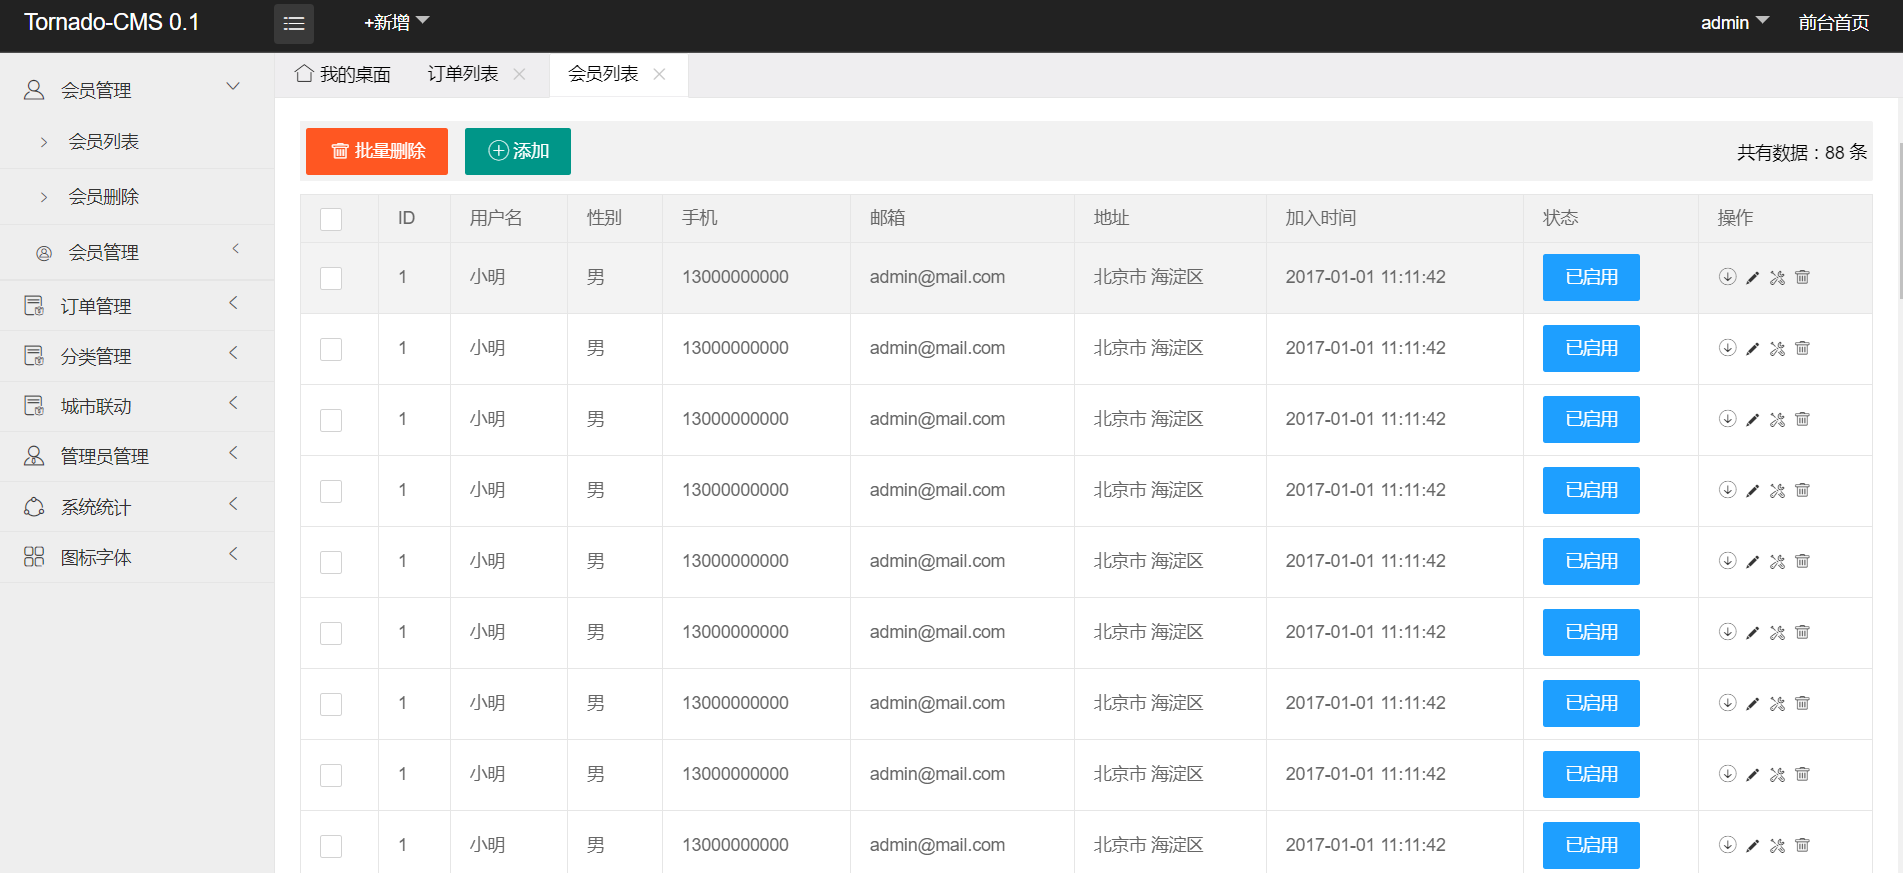 Tornado-CMS 0.1 +新增 admin 前台首页
会员管理
会员列表
会员删除
会员管理
订单管理
分类管理
城市联动
管理员管理
系统统计
图标字体
我的桌面 订单列表 会员列表
批量删除 添加 共有数据：88 条
ID 用户名 性别 手机 邮箱 地址 加入时间 状态 操作
1 小明 男 13000000000 admin@mail.com 北京市 海淀区 2017-01-01 11:11:42 已启用
1 小明 男 13000000000 admin@mail.com 北京市 海淀区 2017-01-01 11:11:42 已启用
1 小明 男 13000000000 admin@mail.com 北京市 海淀区 2017-01-01 11:11:42 已启用
1 小明 男 13000000000 admin@mail.com 北京市 海淀区 2017-01-01 11:11:42 已启用
1 小明 男 13000000000 admin@mail.com 北京市 海淀区 2017-01-01 11:11:42 已启用
1 小明 男 13000000000 admin@mail.com 北京市 海淀区 2017-01-01 11:11:42 已启用
1 小明 男 13000000000 admin@mail.com 北京市 海淀区 2017-01-01 11:11:42 已启用
1 小明 男 13000000000 admin@mail.com 北京市 海淀区 2017-01-01 11:11:42 已启用
1 小明 男 13000000000 admin@mail.com 北京市 海淀区 2017-01-01 11:11:42 已启用